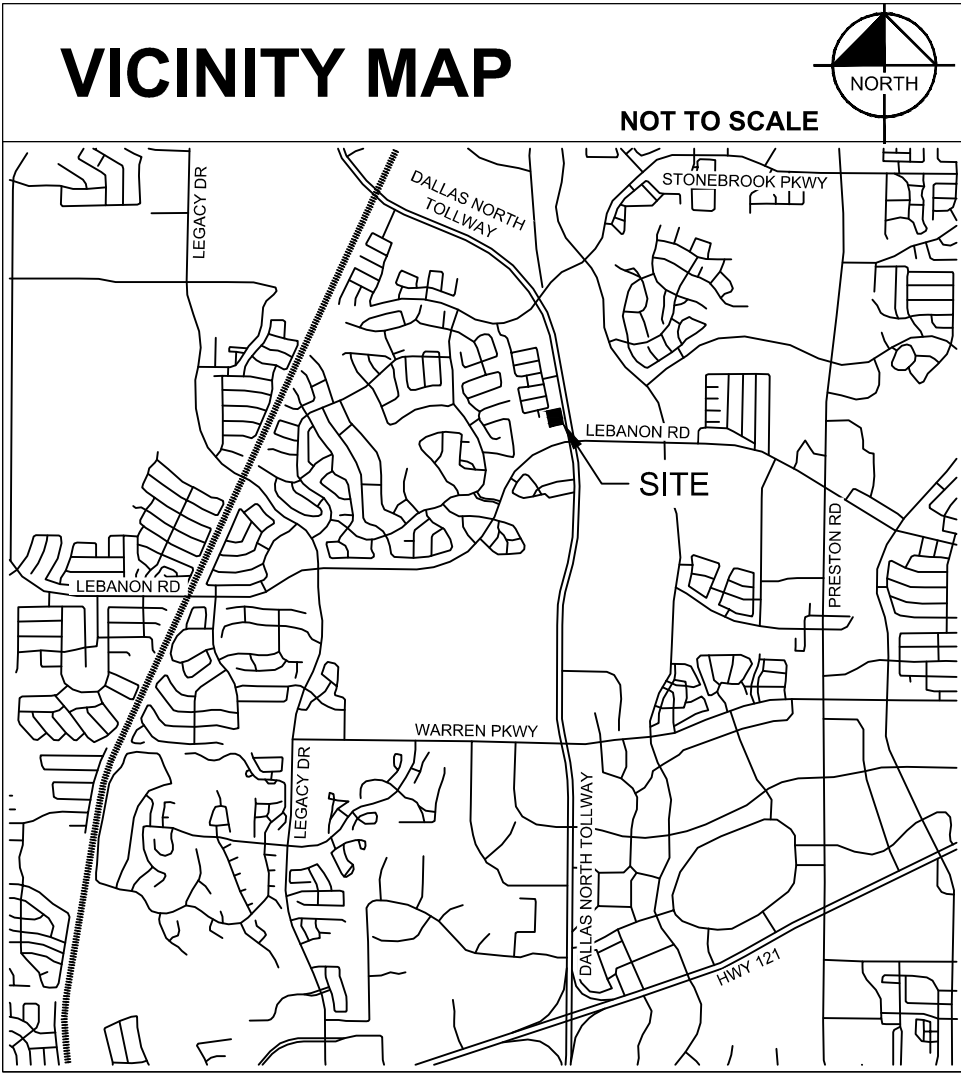 VICINITY MAP
NORTH
NOT TO SCALE
LEGACY DR
DALLAS NORTH
TOLLWAY
STONEBROOK PKWY
LEBANON RD
SITE
PRESTON RD
LEBANON RD
WARREN PKWY
LEGACY DR
DALLAS NORTH TOLLWAY
HWY 121